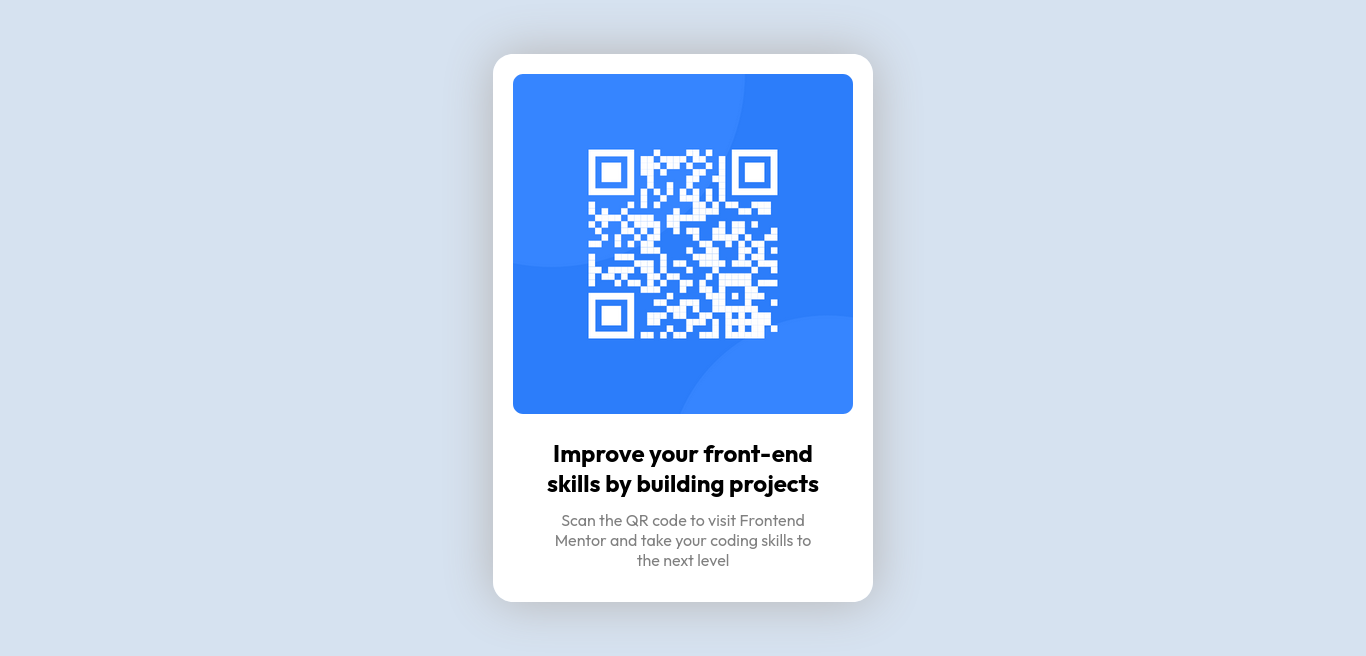 Improve your front-end
skills by building projects
Scan the QR code to visit Frontend
Mentor and take your coding skills to
the next level